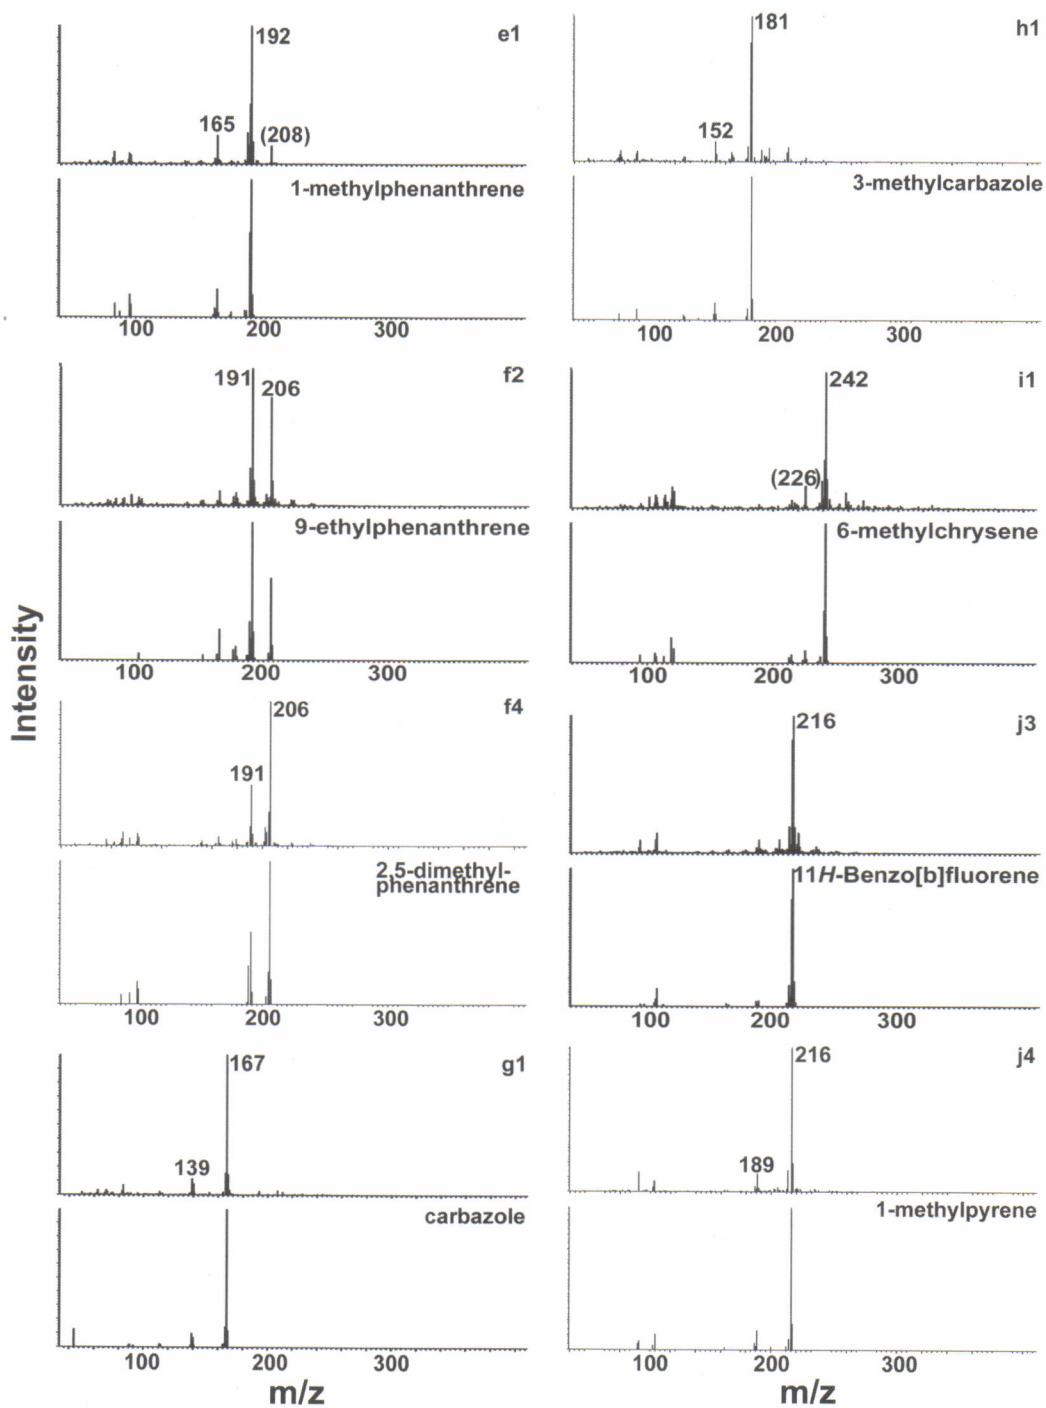 192
e1
165
(208)
1-methylphenanthrene
100
200
300
191
206
f2
9-ethylphenanthrene
100
200
300
206
f4
191
2,5-dimethyl-
phenanthrene
100
200
300
167
g1
139
carbazole
100
200
300
m/z
Intensity
181
h1
152
3-methylcarbazole
100
200
300
242
i1
(226)
6-methylchrysene
100
200
300
216
j3
11H-Benzo[b]fluorene
100
200
300
216
j4
189
1-methylpyrene
100
200
300
m/z